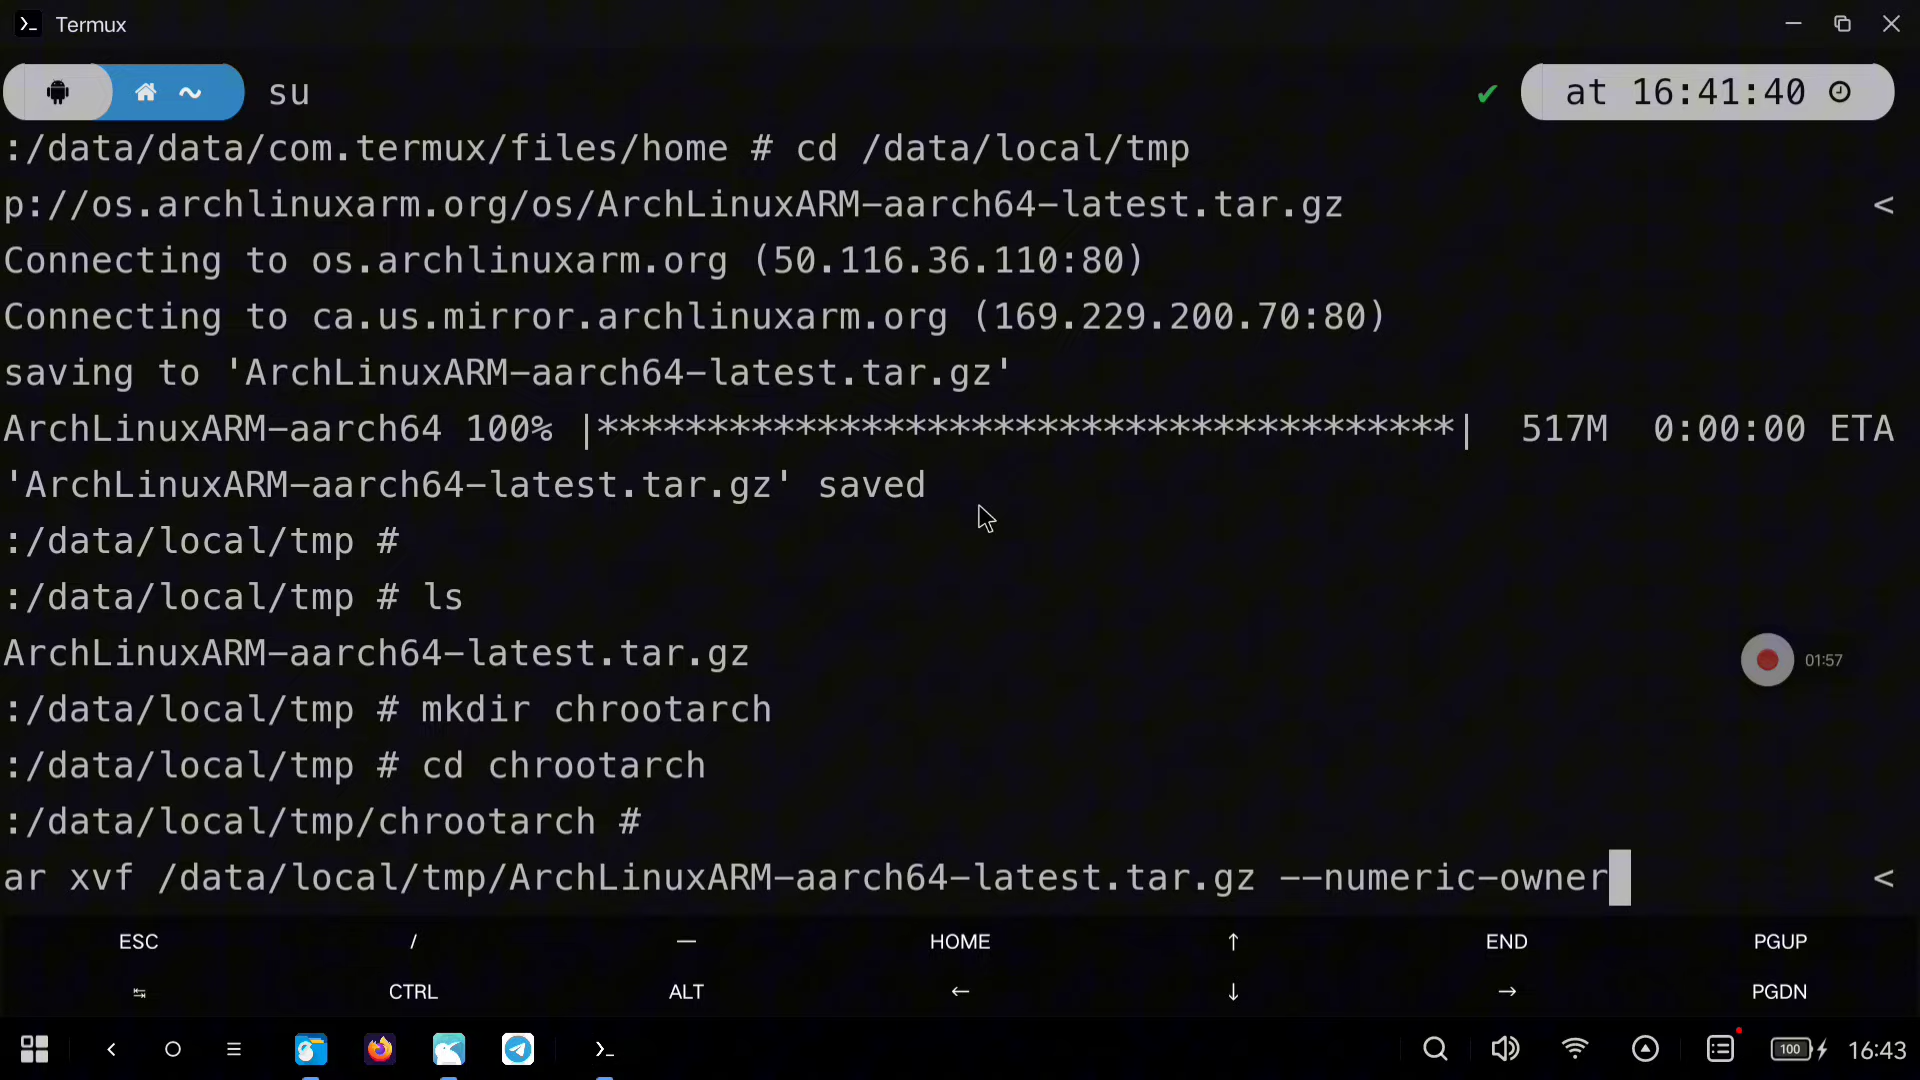 Termux
~ su ✔ at 16:41:40
:/data/data/com.termux/files/home # cd /data/local/tmp
p://os.archlinuxarm.org/os/ArchLinuxARM-aarch64-latest.tar.gz <
Connecting to os.archlinuxarm.org (50.116.36.110:80)
Connecting to ca.us.mirror.archlinuxarm.org (169.229.200.70:80)
saving to 'ArchLinuxARM-aarch64-latest.tar.gz'
ArchLinuxARM-aarch64 100% |***************************************| 517M 0:00:00 ETA
'ArchLinuxARM-aarch64-latest.tar.gz' saved
:/data/local/tmp #
:/data/local/tmp # ls
ArchLinuxARM-aarch64-latest.tar.gz
:/data/local/tmp # mkdir chrootarch
:/data/local/tmp # cd chrootarch
:/data/local/tmp/chrootarch #
ar xvf /data/local/tmp/ArchLinuxARM-aarch64-latest.tar.gz --numeric-owner <
01:57
ESC / — HOME ↑ END PGUP
↹ CTRL ALT ← ↓ → PGDN
100 16:43